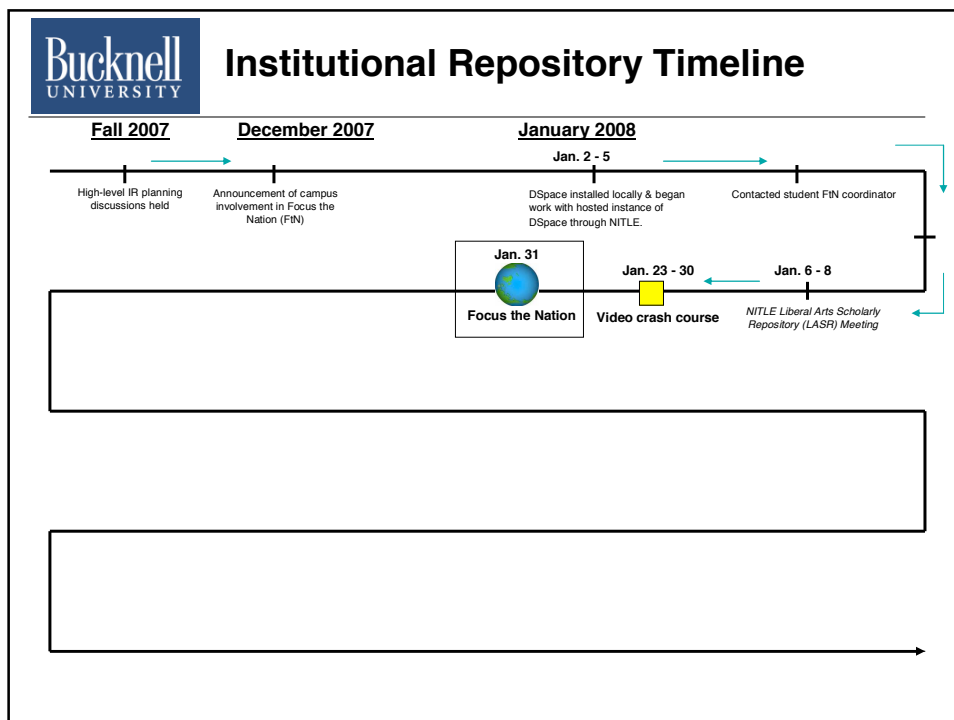 Bucknell
UNIVERSITY
Institutional Repository Timeline
Fall 2007
December 2007
January 2008
Jan. 2 - 5
High-level IR planning
discussions held
Announcement of campus
involvement in Focus the
Nation (FtN)
DSpace installed locally & began
work with hosted instance of
DSpace through NITLE.
Contacted student FtN coordinator
Jan. 6 - 8
NITLE Liberal Arts Scholarly
Repository (LASR) Meeting
Jan. 23 - 30
Video crash course
Jan. 31
Focus the Nation